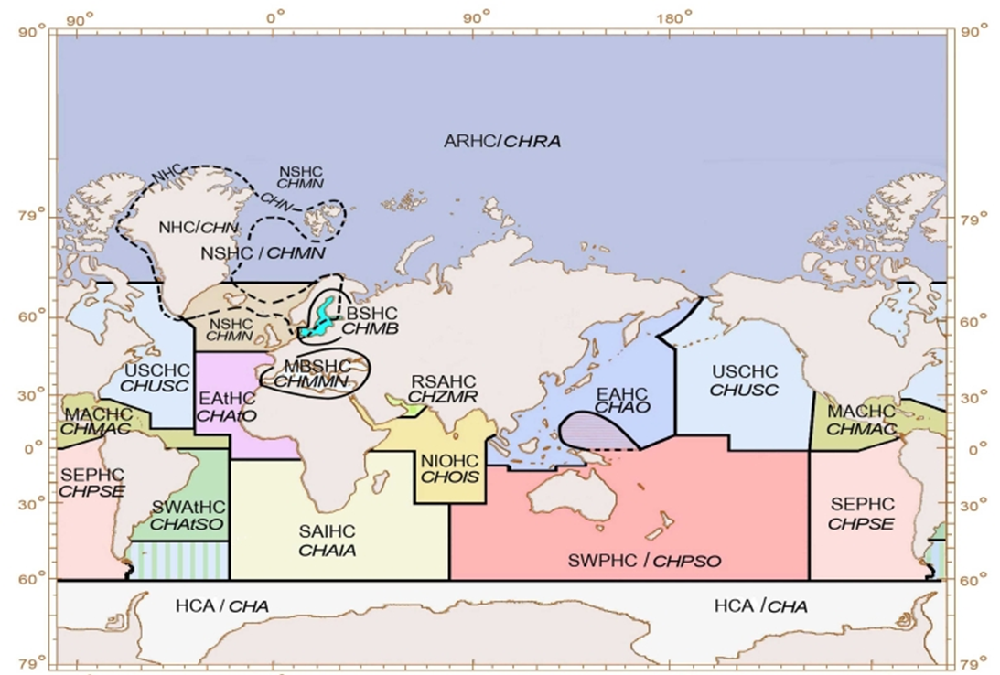 90° 0° 90° 180°
90° 90°
ARHC/CHRA
NHC
NSHC
CHMN
CHN
79° 79°
NHC/CHN
NSHC / CHMN
60° 60°
NSHC
CHMN
BSHC
CHMB
MBSHC
CHMMN
USCHC
CHUSC
RSAHC
CHZMR
USCHC
CHUSC
30° 30°
EAtHC
CHAtO
EAHC
CHAO
MACHC
CHMAC
MACHC
CHMAC
0° 0°
NIOHC
CHOIS
SEPHC
CHPSE
30° 30°
SWAtHC
CHAtSO
SEPHC
CHPSE
SAIHC
CHAIA
SWPHC / CHPSO
60° 60°
HCA / CHA
HCA / CHA
79° 79°